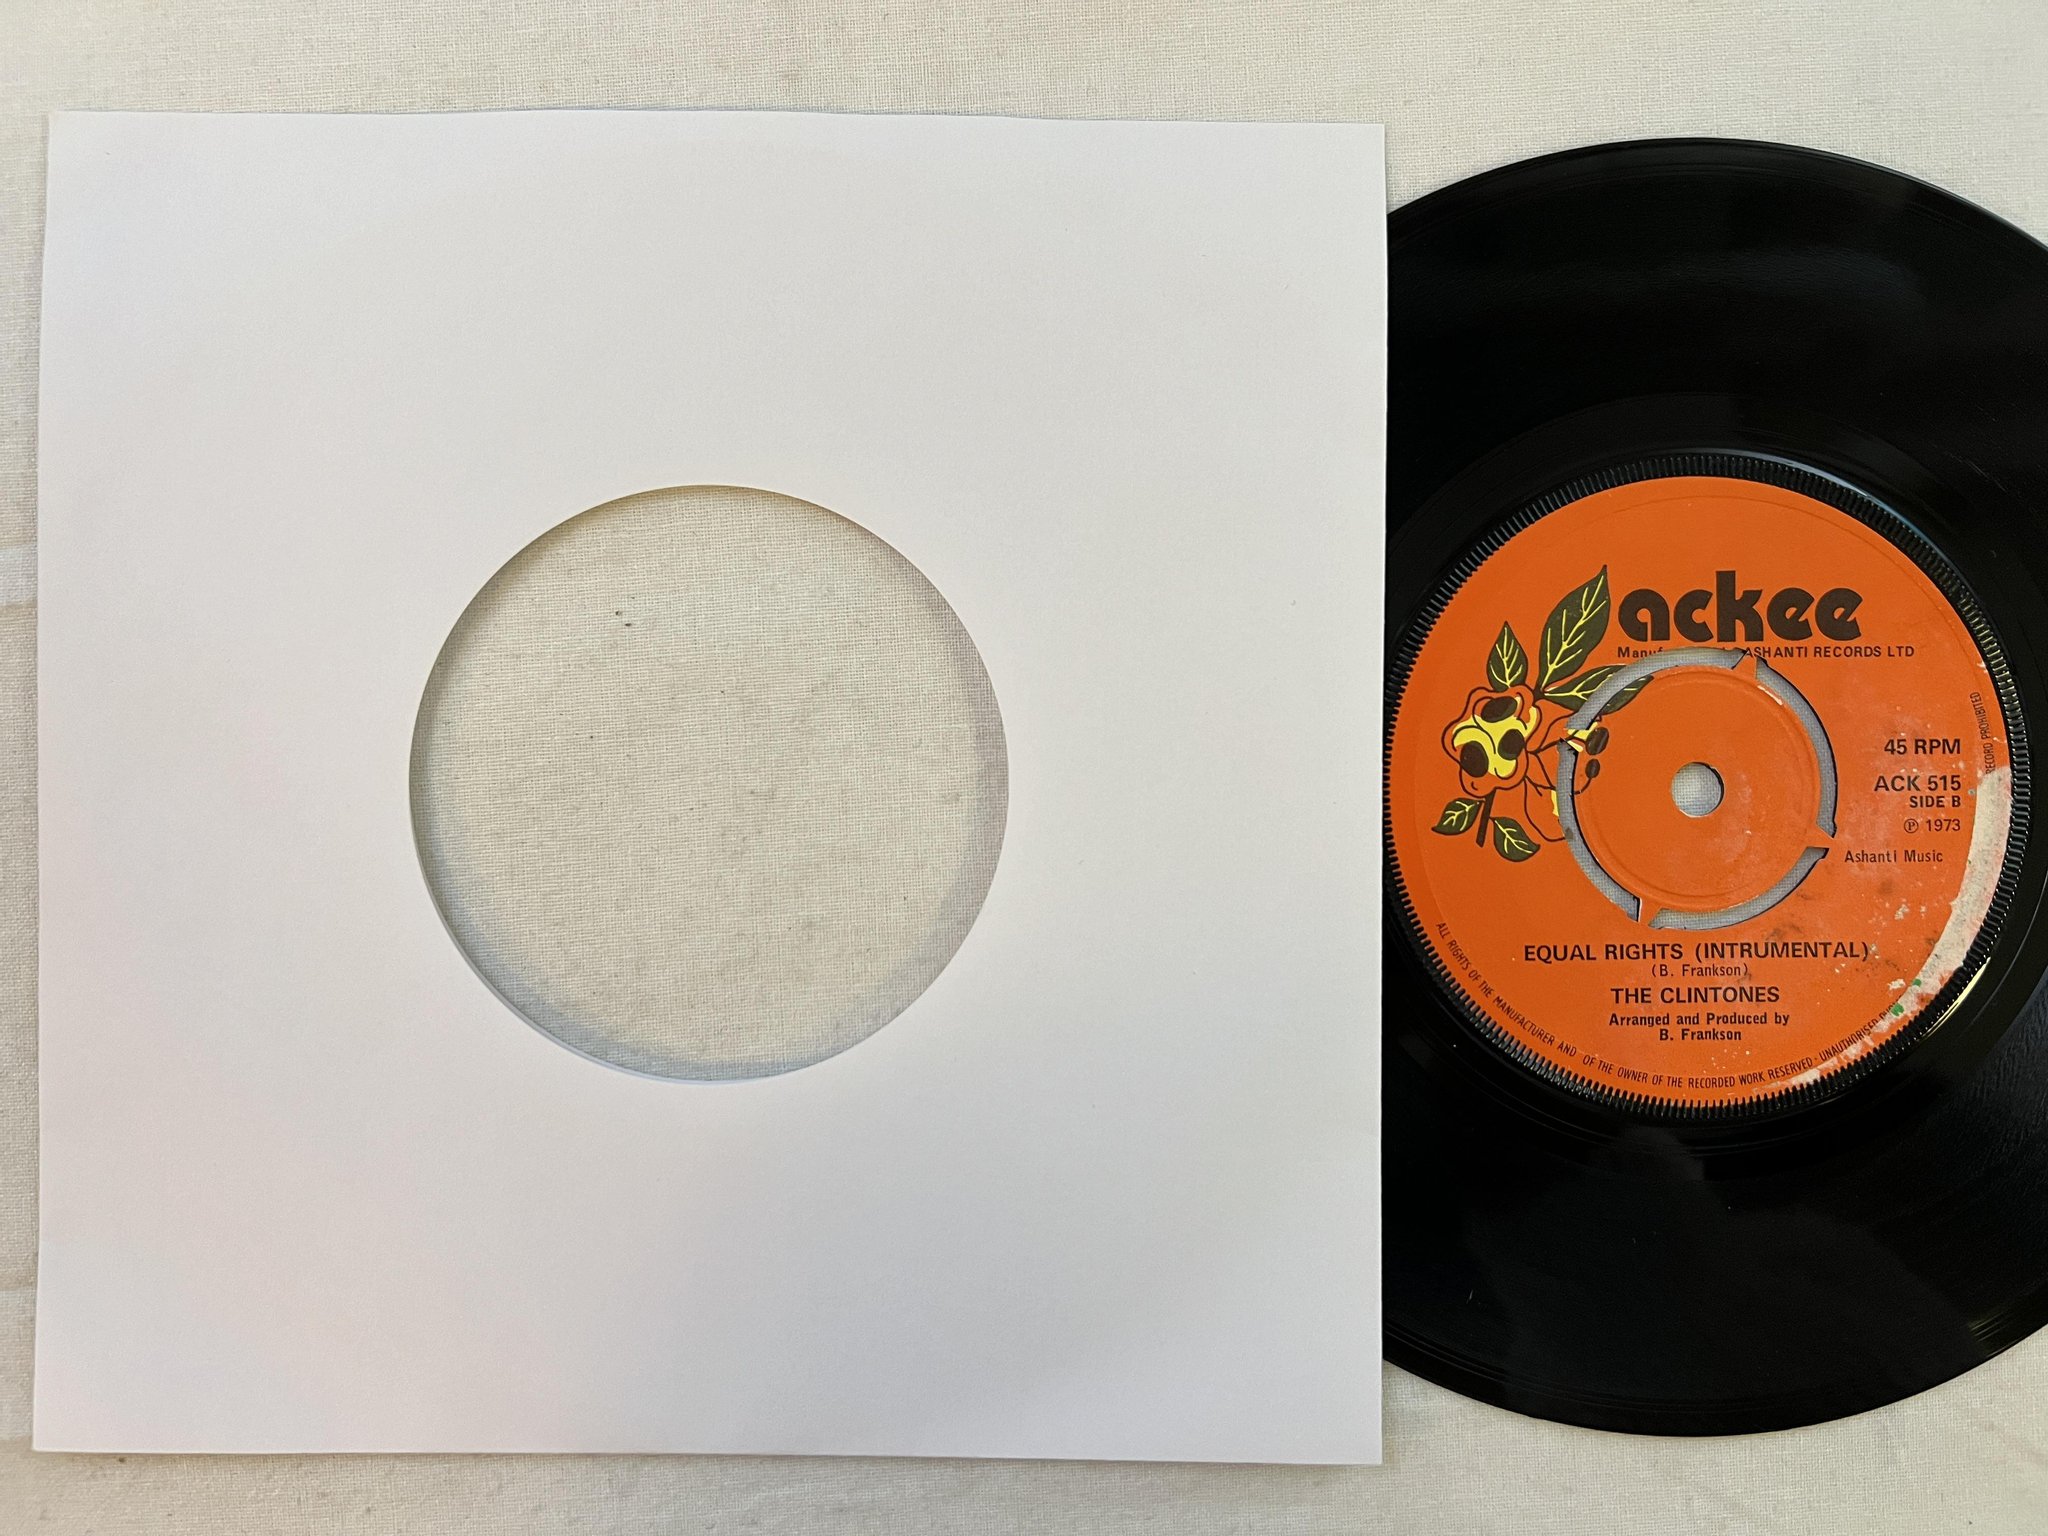 ackee
ASHANTI RECORDS LTD
45 RPM
ACK 515
SIDE B
℗ 1973
Ashanti Music
EQUAL RIGHTS (INTRUMENTAL)
(B. Frankson)
THE CLINTONES
Arranged and Produced by
B. Frankson
ALL RIGHTS OF THE MANUFACTURER AND OF THE OWNER OF THE RECORDED WORK RESERVED · UNAUTHORISED
RECORD PROHIBITED